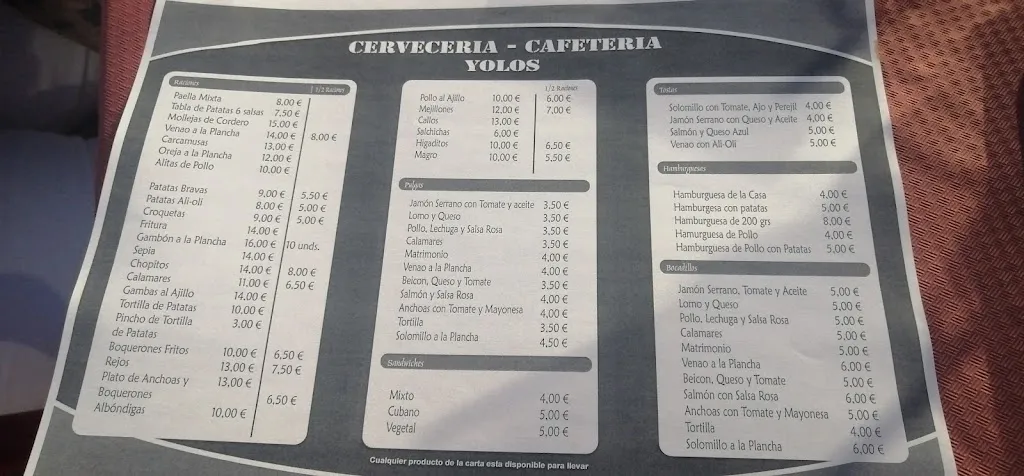 CERVECERIA - CAFETERIA
YOLOS
Raciones 1/2 Raciones
Paella Mixta 8,00 €
Tabla de Patatas 6 salsas 7,50 €
Mollejas de Cordero 15,00 €
Venao a la Plancha 14,00 € 8,00 €
Carcamusas 13,00 €
Oreja a la Plancha 12,00 €
Alitas de Pollo 10,00 €
Patatas Bravas 9,00 € 5,50 €
Patatas Ali-oli 8,00 € 5,00 €
Croquetas 9,00 € 5,00 €
Fritura 14,00 €
Gambón a la Plancha 16,00 € 10 unds.
Sepia 14,00 €
Chopitos 14,00 € 8,00 €
Calamares 11,00 € 6,50 €
Gambas al Ajillo 14,00 €
Tortilla de Patatas 10,00 €
Pincho de Tortilla 3,00 €
de Patatas
Boquerones Fritos 10,00 € 6,50 €
Rejos 13,00 € 7,50 €
Plato de Anchoas y 13,00 €
Boquerones 6,50 €
Albóndigas 10,00 €
1/2 Raciones
Pollo al Ajillo 10,00 € 6,00 €
Mejillones 12,00 € 7,00 €
Callos 13,00 €
Salchichas 6,00 €
Higaditos 10,00 € 6,50 €
Magro 10,00 € 5,50 €
Pulgas
Jamón Serrano con Tomate y aceite 3,50 €
Lomo y Queso 3,50 €
Pollo, Lechuga y Salsa Rosa 3,50 €
Calamares 3,50 €
Matrimonio 4,00 €
Venao a la Plancha 4,00 €
Beicon, Queso y Tomate 3,50 €
Salmón y Salsa Rosa 4,00 €
Anchoas con Tomate y Mayonesa 4,00 €
Tortilla 3,50 €
Solomillo a la Plancha 4,50 €
Sandwiches
Mixto 4,00 €
Cubano 5,00 €
Vegetal 5,00 €
Tostas
Solomillo con Tomate, Ajo y Perejil 4,00 €
Jamón Serrano con Queso y Aceite 4,00 €
Salmón y Queso Azul 5,00 €
Venao con All-Oli 5,00 €
Hamburgueses
Hamburguesa de la Casa 4,00 €
Hamburgesa con patatas 5,00 €
Hamburguesa de 200 grs 8,00 €
Hamurguesa de Pollo 4,00 €
Hamburguesa de Pollo con Patatas 5,00 €
Bocadillos
Jamón Serrano, Tomate y Aceite 5,00 €
Lomo y Queso 5,00 €
Pollo, Lechuga y Salsa Rosa 5,00 €
Calamares 5,00 €
Matrimonio 5,00 €
Venao a la Plancha 6,00 €
Beicon, Queso y Tomate 5,00 €
Salmón con Salsa Rosa 6,00 €
Anchoas con Tomate y Mayonesa 5,00 €
Tortilla 4,00 €
Solomillo a la Plancha 6,00 €
Cualquier producto de la carta esta disponible para llevar